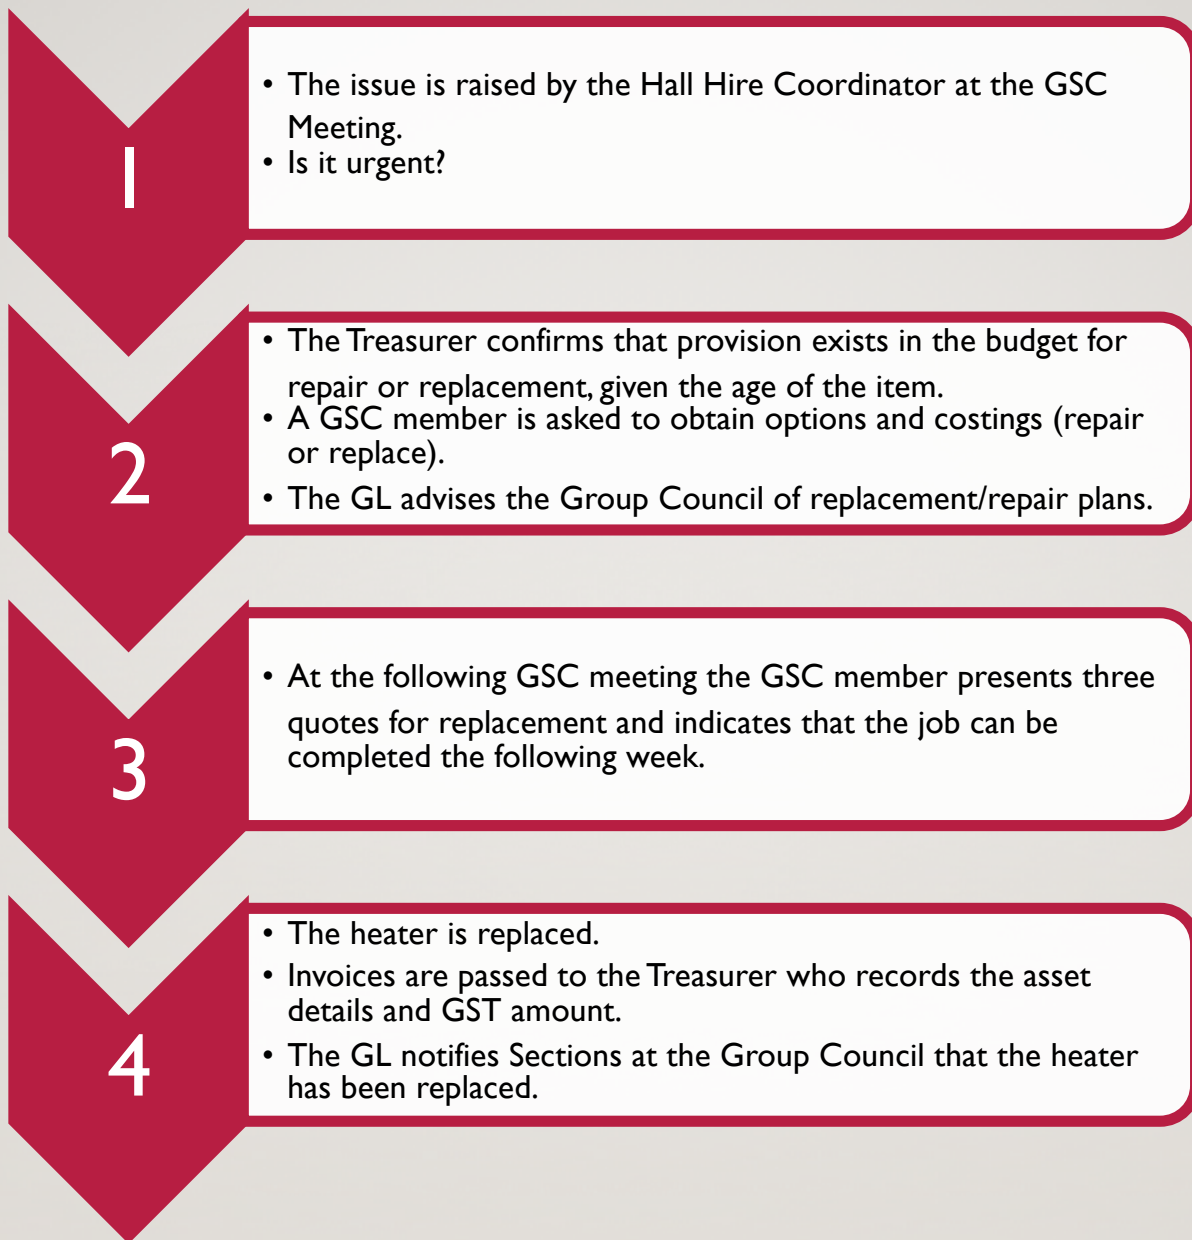 1
• The issue is raised by the Hall Hire Coordinator at the GSC
Meeting.
• Is it urgent?
2
• The Treasurer confirms that provision exists in the budget for
repair or replacement, given the age of the item.
• A GSC member is asked to obtain options and costings (repair
or replace).
• The GL advises the Group Council of replacement/repair plans.
3
• At the following GSC meeting the GSC member presents three
quotes for replacement and indicates that the job can be
completed the following week.
4
• The heater is replaced.
• Invoices are passed to the Treasurer who records the asset
details and GST amount.
• The GL notifies Sections at the Group Council that the heater
has been replaced.